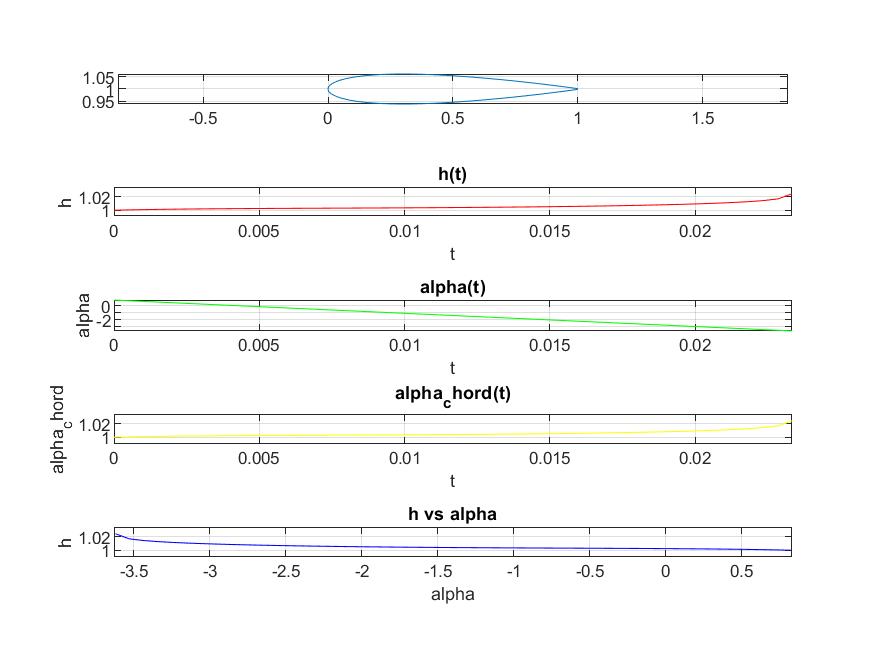 1.05
1
0.95
-0.5 0 0.5 1 1.5
h(t)
h
1.02
1
0 0.005 0.01 0.015 0.02
t
alpha(t)
alpha
0
-2
0 0.005 0.01 0.015 0.02
t
alpha_chord(t)
alpha_chord
1.02
1
0 0.005 0.01 0.015 0.02
t
h vs alpha
h
1.02
1
-3.5 -3 -2.5 -2 -1.5 -1 -0.5 0 0.5
alpha